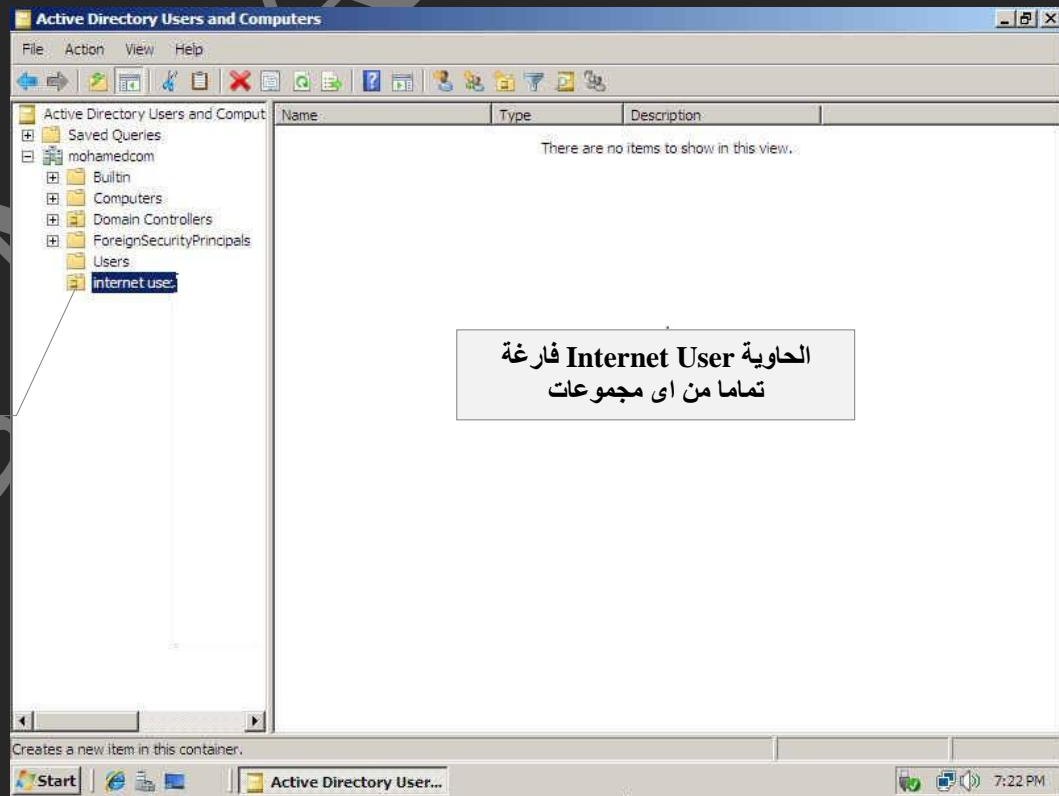 Active Directory Users and Computers
File Action View Help
Active Directory Users and Comput
Saved Queries
mohamedcom
Builtin
Computers
Domain Controllers
ForeignSecurityPrincipals
Users
internet user
Name Type Description
There are no items to show in this view.
الحاوية Internet User فارغة
تماما من اى مجموعات
Creates a new item in this container.
Start Active Directory User... 7:22 PM